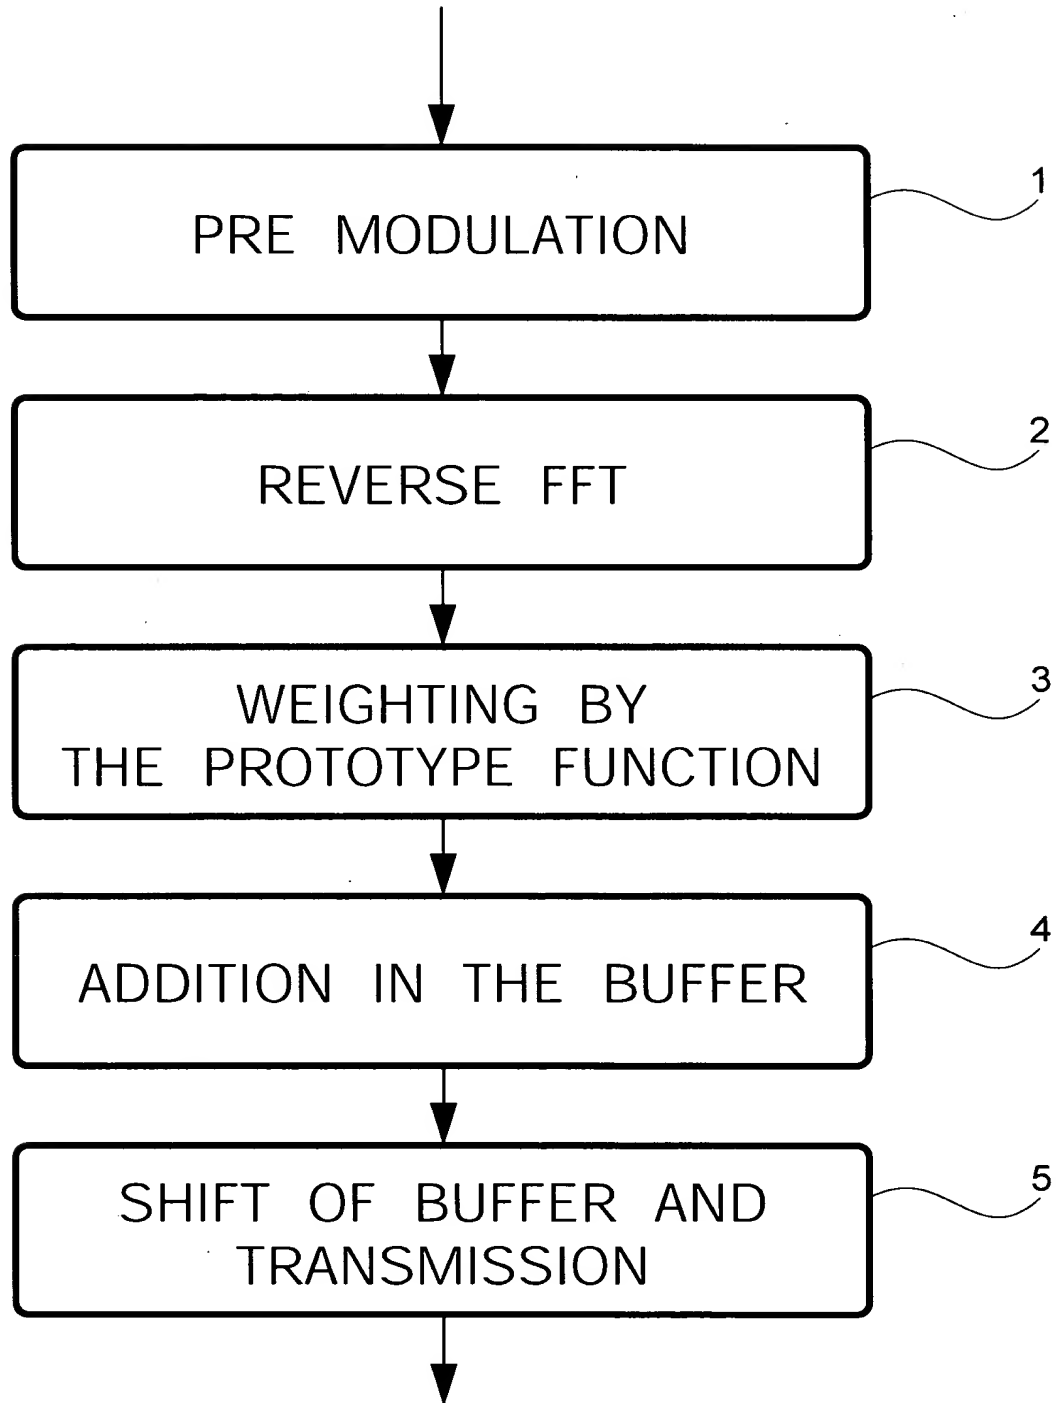 PRE MODULATION
1
REVERSE FFT
2
WEIGHTING BY
THE PROTOTYPE FUNCTION
3
ADDITION IN THE BUFFER
4
SHIFT OF BUFFER AND
TRANSMISSION
5